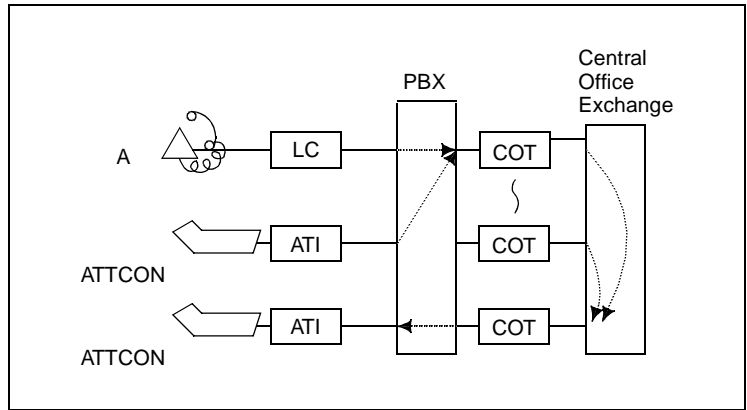 Central
Office
Exchange
PBX
A
LC
COT
ATI
COT
ATTCON
ATI
COT
ATTCON